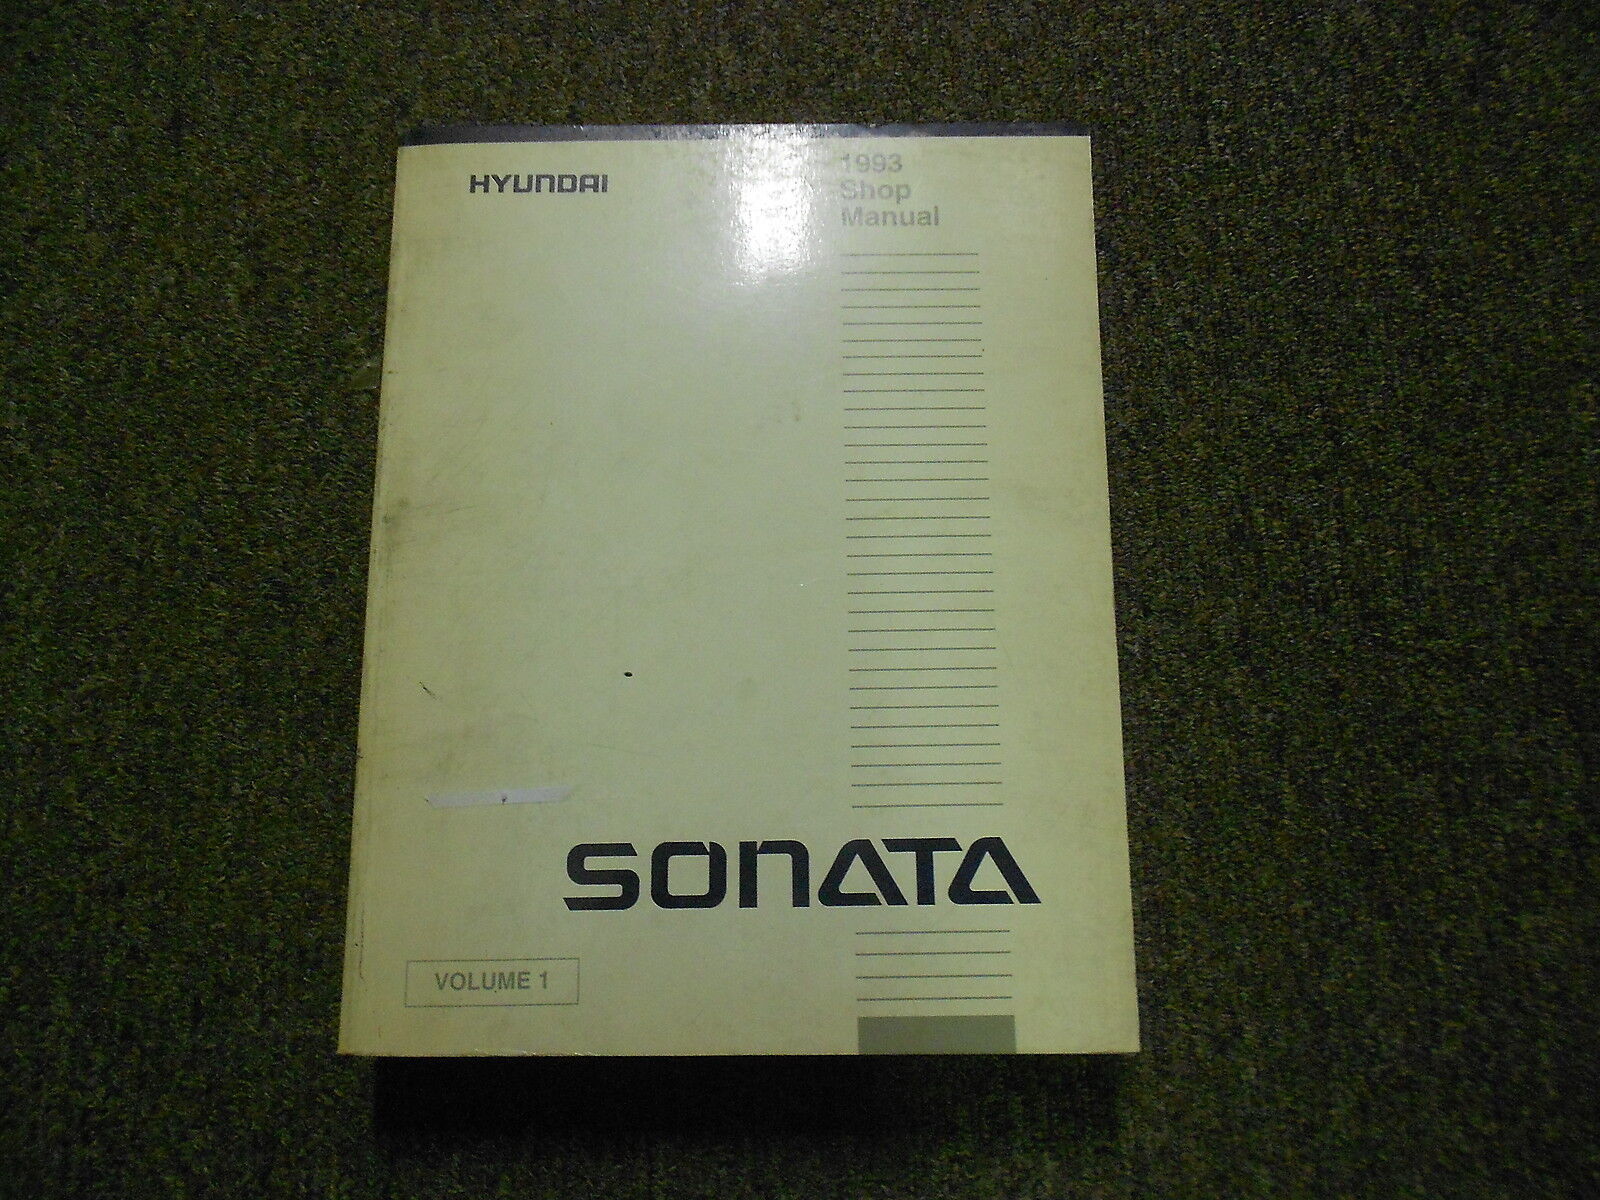 HYUNDAI
1993
Shop
Manual
SONATA
VOLUME 1